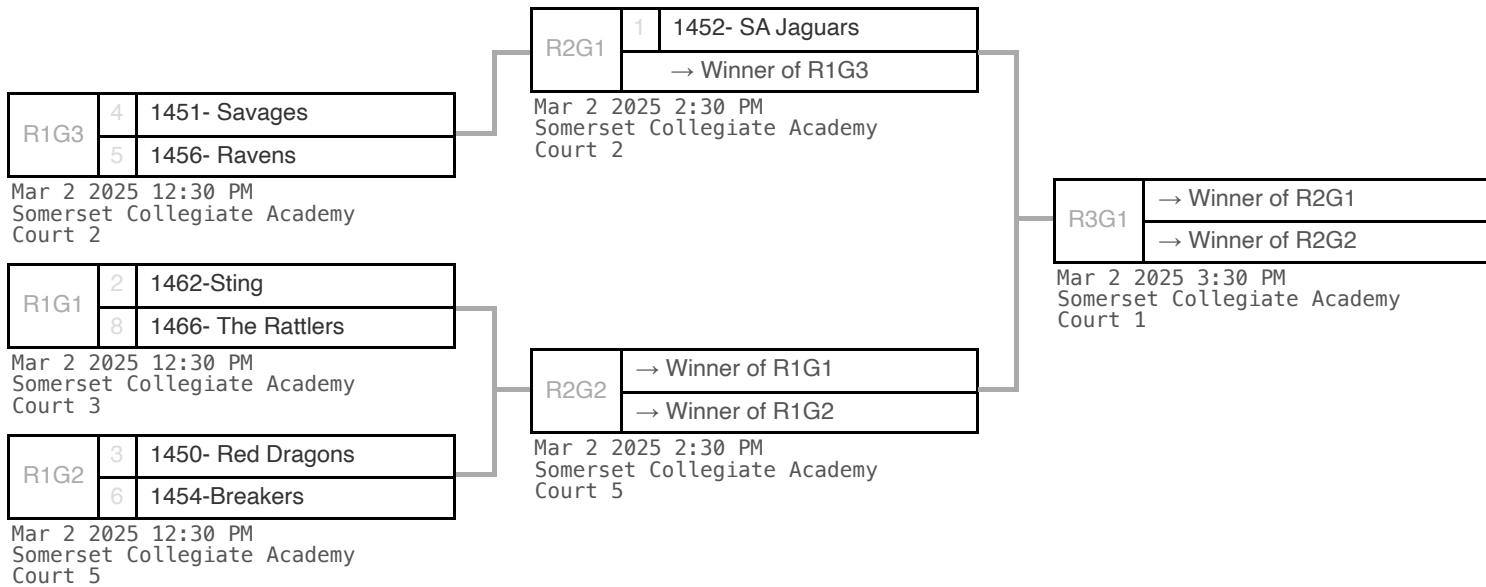 R1G3
4 1451- Savages
5 1456- Ravens
Mar 2 2025 12:30 PM
Somerset Collegiate Academy
Court 2
R1G1
2 1462-Sting
8 1466- The Rattlers
Mar 2 2025 12:30 PM
Somerset Collegiate Academy
Court 3
R1G2
3 1450- Red Dragons
6 1454-Breakers
Mar 2 2025 12:30 PM
Somerset Collegiate Academy
Court 5
R2G1
1 1452- SA Jaguars
→ Winner of R1G3
Mar 2 2025 2:30 PM
Somerset Collegiate Academy
Court 2
R2G2
→ Winner of R1G1
→ Winner of R1G2
Mar 2 2025 2:30 PM
Somerset Collegiate Academy
Court 5
R3G1
→ Winner of R2G1
→ Winner of R2G2
Mar 2 2025 3:30 PM
Somerset Collegiate Academy
Court 1